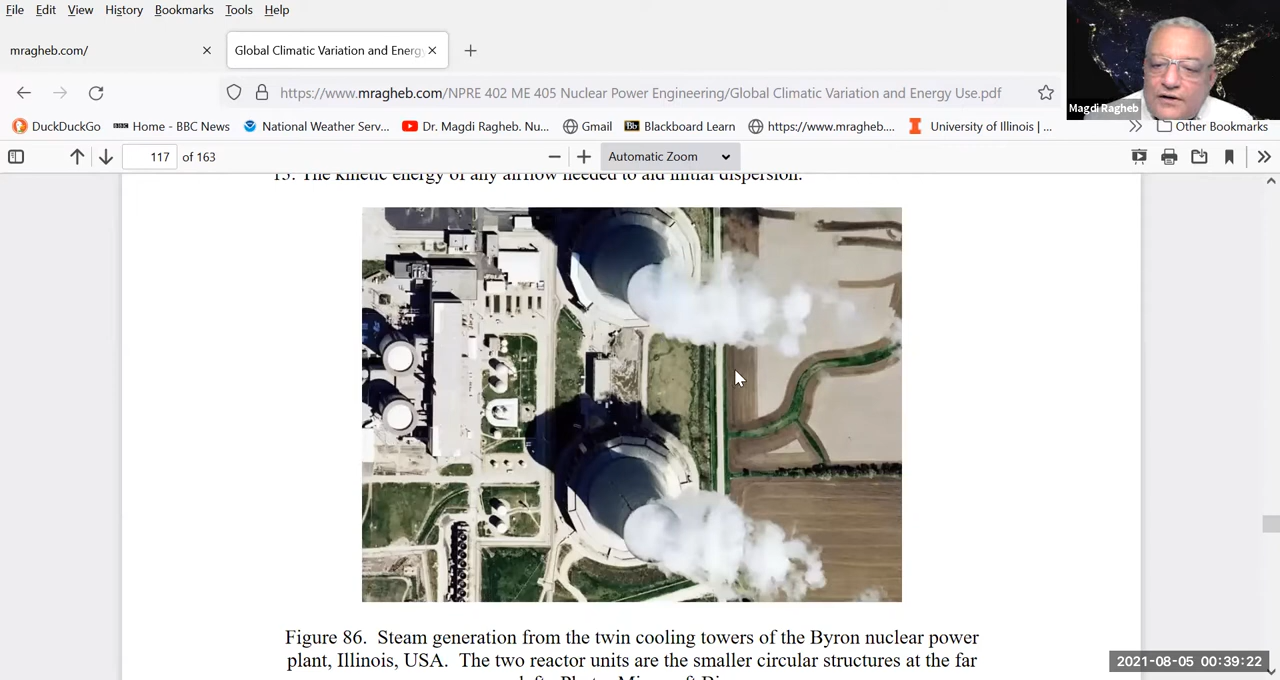 File Edit View History Bookmarks Tools Help
mragheb.com/
Global Climatic Variation and Energ
https://www.mragheb.com/NPRE 402 ME 405 Nuclear Power Engineering/Global Climatic Variation and Energy Use.pdf
Magdi Ragheb
DuckDuckGo BBC Home - BBC News National Weather Serv... Dr. Magdi Ragheb. Nu... Gmail Bb Blackboard Learn https://www.mragheb.... I University of Illinois |... Other Bookmarks
117 of 163 Automatic Zoom
15. The kinetic energy of any airflow needed to aid initial dispersion.
Figure 86. Steam generation from the twin cooling towers of the Byron nuclear power
plant, Illinois, USA. The two reactor units are the smaller circular structures at the far
2021-08-05 00:39:22